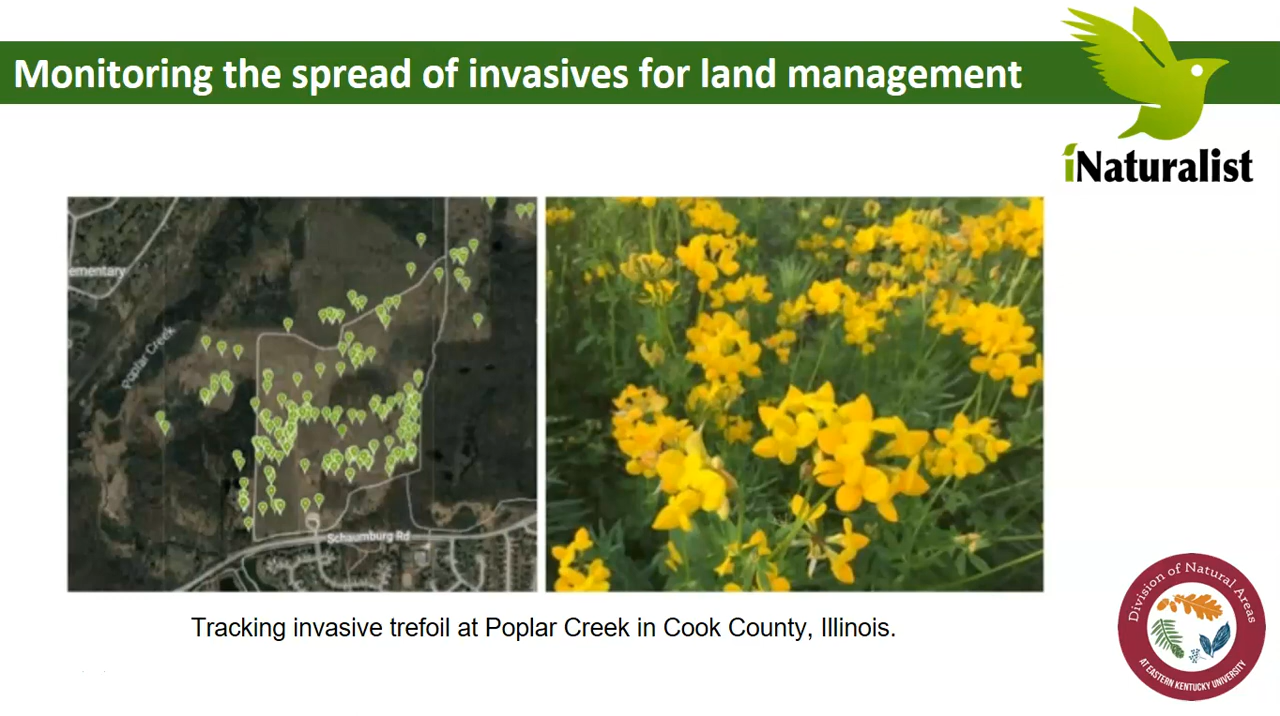 Monitoring the spread of invasives for land management
iNaturalist
ementary
Poplar Creek
Schaumburg Rd
Tracking invasive trefoil at Poplar Creek in Cook County, Illinois.
Division of Natural Areas
AT EASTERN KENTUCKY UNIVERSITY